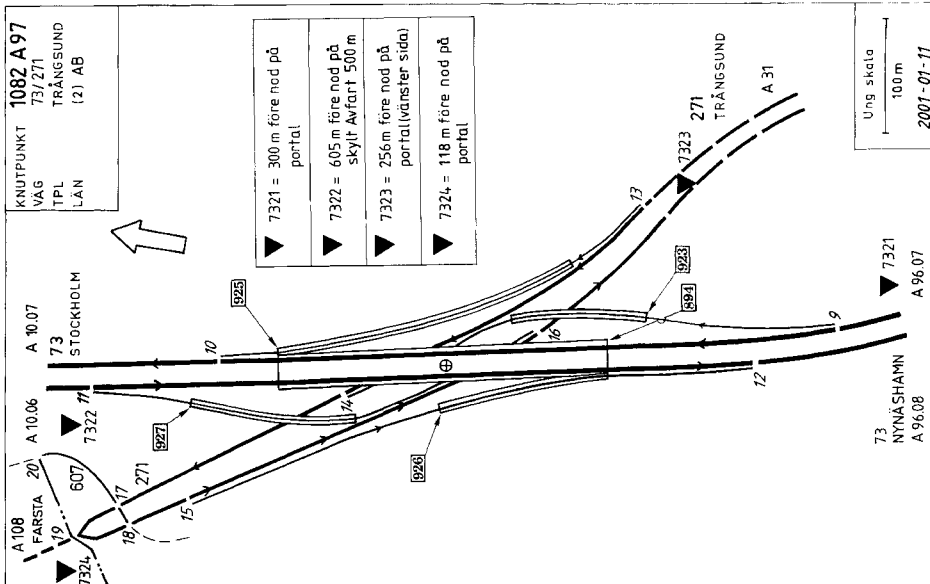 KNUTPUNKT 1082 A 97
VÄG 73/271
TPL TRÅNGSUND
LÄN (2) AB
7321 = 300 m före nod på
portal
7322 = 605 m före nod på
skylt Avfart 500 m
7323 = 256 m före nod på
portal(vänster sida)
7324 = 118 m före nod på
portal
A 10.06
A 10.07
73
STOCKHOLM
7322
11
10
A108
FARSTA
20
607
19
7324
17
18
271
15
927
925
14
926
16
923
894
13
7323
271
TRÅNGSUND
A 31
9
12
7321
A 96.07
73
NYNÄSHAMN
A 96.08
Ung skala
100 m
2001-01-11